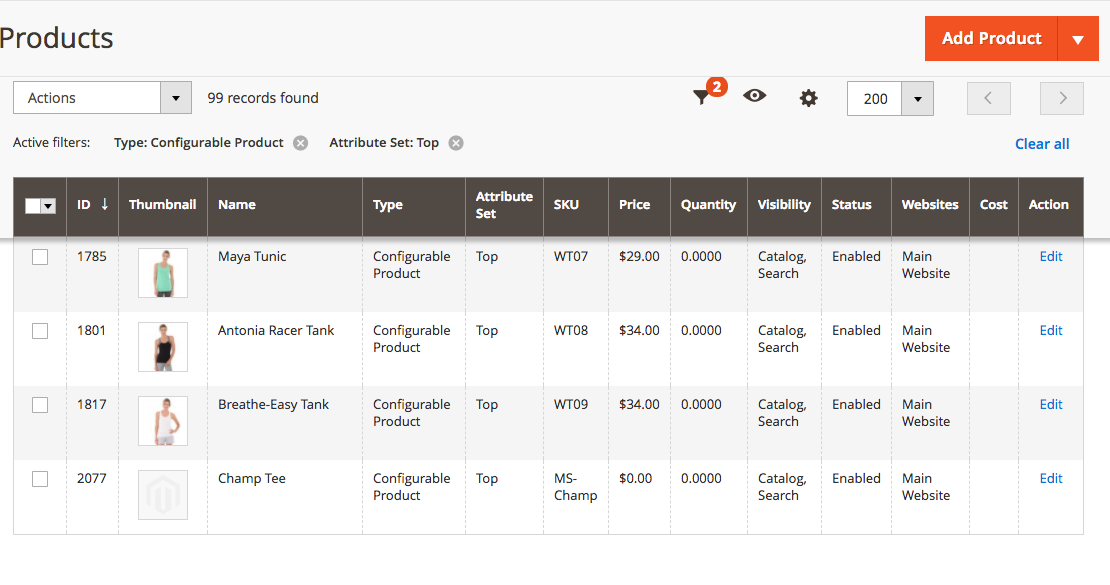 Products
Add Product
Actions 99 records found 2 200
Active filters: Type: Configurable Product Attribute Set: Top Clear all
ID Thumbnail Name Type Attribute Set SKU Price Quantity Visibility Status Websites Cost Action
1785 Maya Tunic Configurable Product Top WT07 $29.00 0.0000 Catalog, Search Enabled Main Website Edit
1801 Antonia Racer Tank Configurable Product Top WT08 $34.00 0.0000 Catalog, Search Enabled Main Website Edit
1817 Breathe-Easy Tank Configurable Product Top WT09 $34.00 0.0000 Catalog, Search Enabled Main Website Edit
2077 Champ Tee Configurable Product Top MS-Champ $0.00 0.0000 Catalog, Search Enabled Main Website Edit